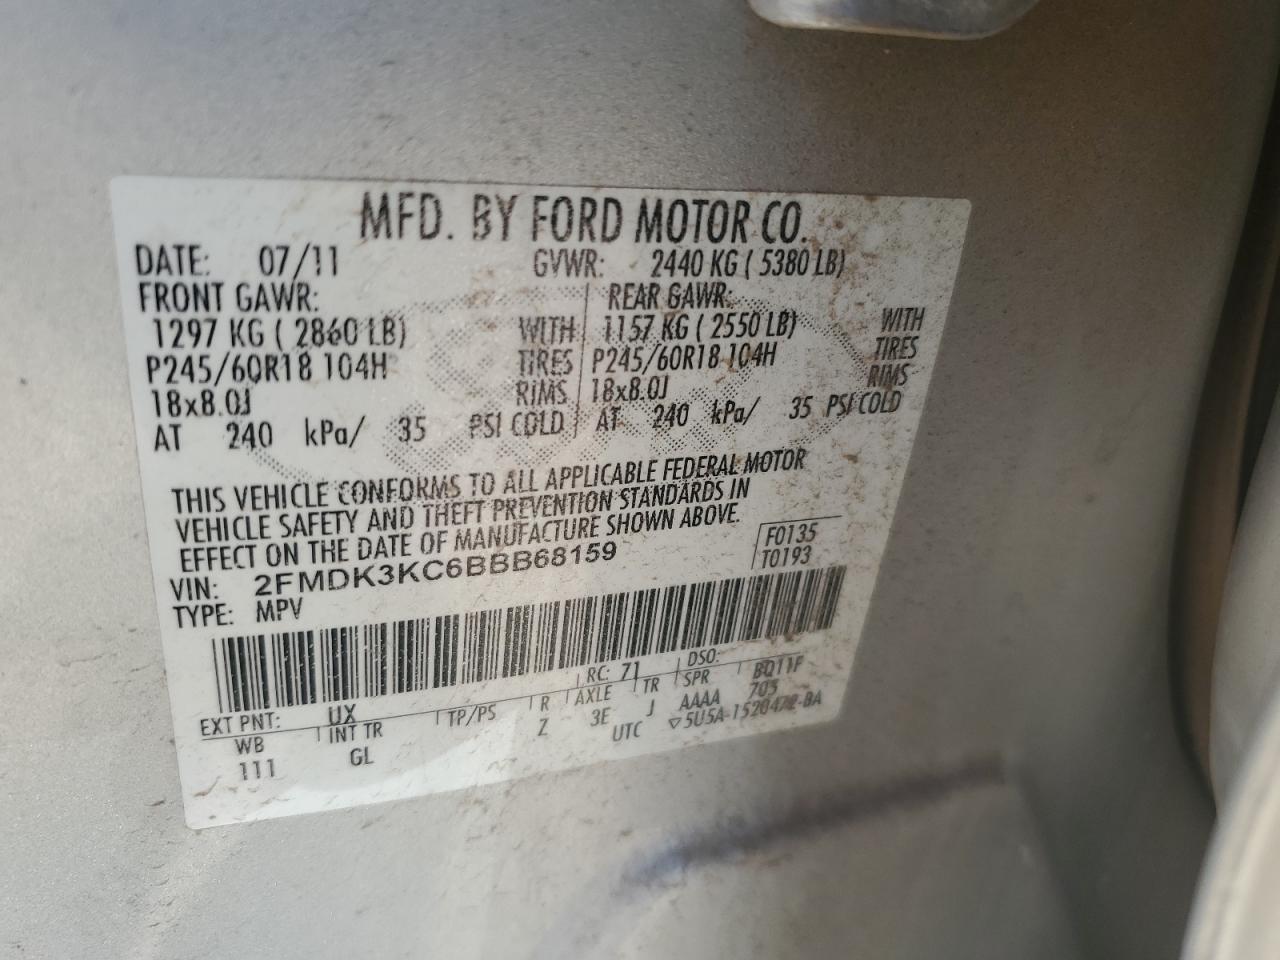 MFD. BY FORD MOTOR CO.
DATE: 07/11 GVWR: 2440 KG ( 5380 LB)
FRONT GAWR: REAR GAWR:
1297 KG ( 2860 LB) WITH 1157 KG ( 2550 LB) WITH
P245/60R18 104H TIRES P245/60R18 104H TIRES
18x8.0J RIMS 18x8.0J RIMS
AT 240 kPa/ 35 PSI COLD AT 240 kPa/ 35 PSI COLD
THIS VEHICLE CONFORMS TO ALL APPLICABLE FEDERAL MOTOR
VEHICLE SAFETY AND THEFT PREVENTION STANDARDS IN
EFFECT ON THE DATE OF MANUFACTURE SHOWN ABOVE.
VIN: 2FMDK3KC6BBB68159 F0135
TYPE: MPV T0193
EXT PNT: UX RC: 71 DSO:
WB INT TR TP/PS R AXLE TR SPR BQ11F
111 GL Z 3E J AAAA 705
UTC ▽5U5A-1520472-BA